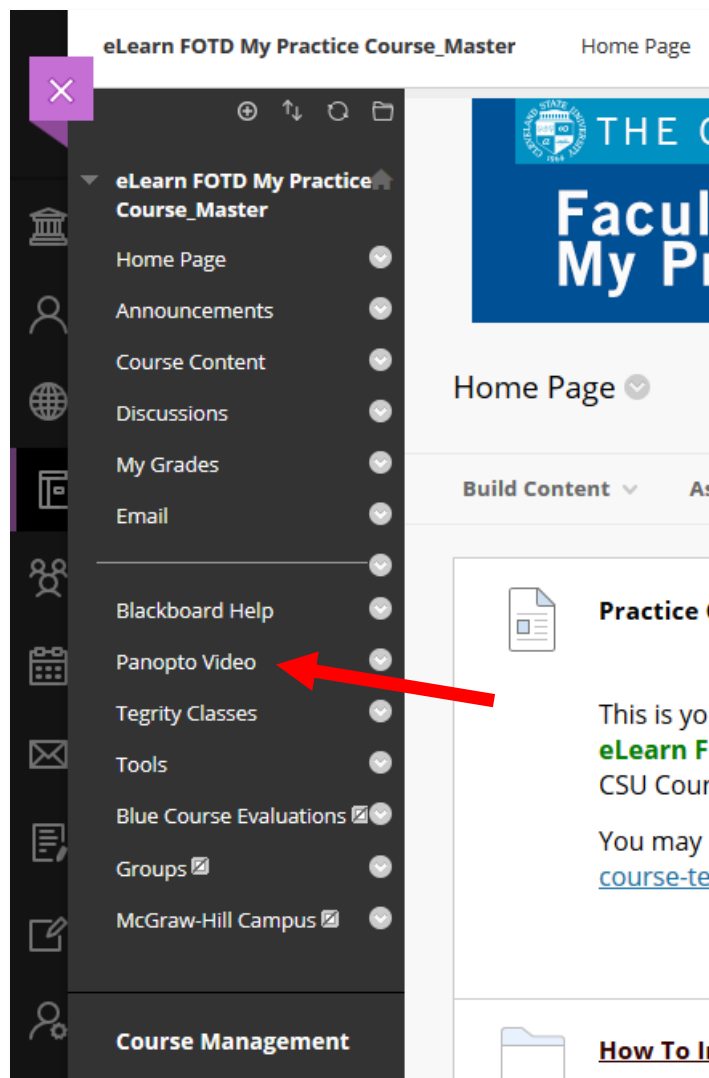 eLearn FOTD My Practice Course_Master
Home Page
THE
eLearn FOTD My Practice
Course_Master
Home Page
Announcements
Course Content
Discussions
My Grades
Email
Blackboard Help
Panopto Video
Tegrity Classes
Tools
Blue Course Evaluations
Groups
McGraw-Hill Campus
Course Management
Facul
My Pr
Home Page
Build Content
As
Practice
This is yo
eLearn F
CSU Cour
You may
course-te
How To I